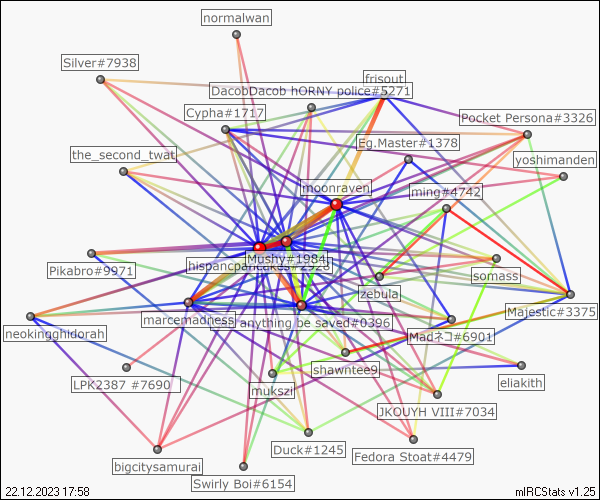 normalwan
Silver#7938
frisout
DacobDacob hORNY police#5271
Cypha#1717
Pocket Persona#3326
Eg.Master#1378
the_second_twat
yoshimanden
moonraven
ming#4742
Mushy#1984
hispancpancakes#2926
Pikabro#9971
somass
zebula
Majestic#3375
marcemadness
anything be saved#0396
neokingghidorah
Madネコ#6901
shawntee9
LPK2387 #7690
mukszi
eliakith
JKOUYH VIII#7034
Duck#1245
Fedora Stoat#4479
bigcitysamurai
Swirly Boi#6154
22.12.2023 17:58
mIRCStats v1.25